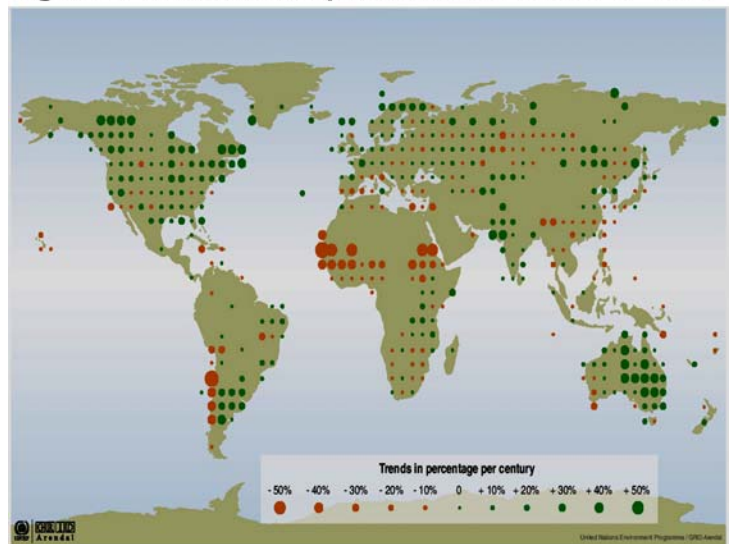 Trends in percentage per century
- 50% - 40% - 30% - 20% - 10% 0 + 10% + 20% + 30% + 40% + 50%
UNEP GRID
Arendal
United Nations Environment Programme / GRID-Arendal